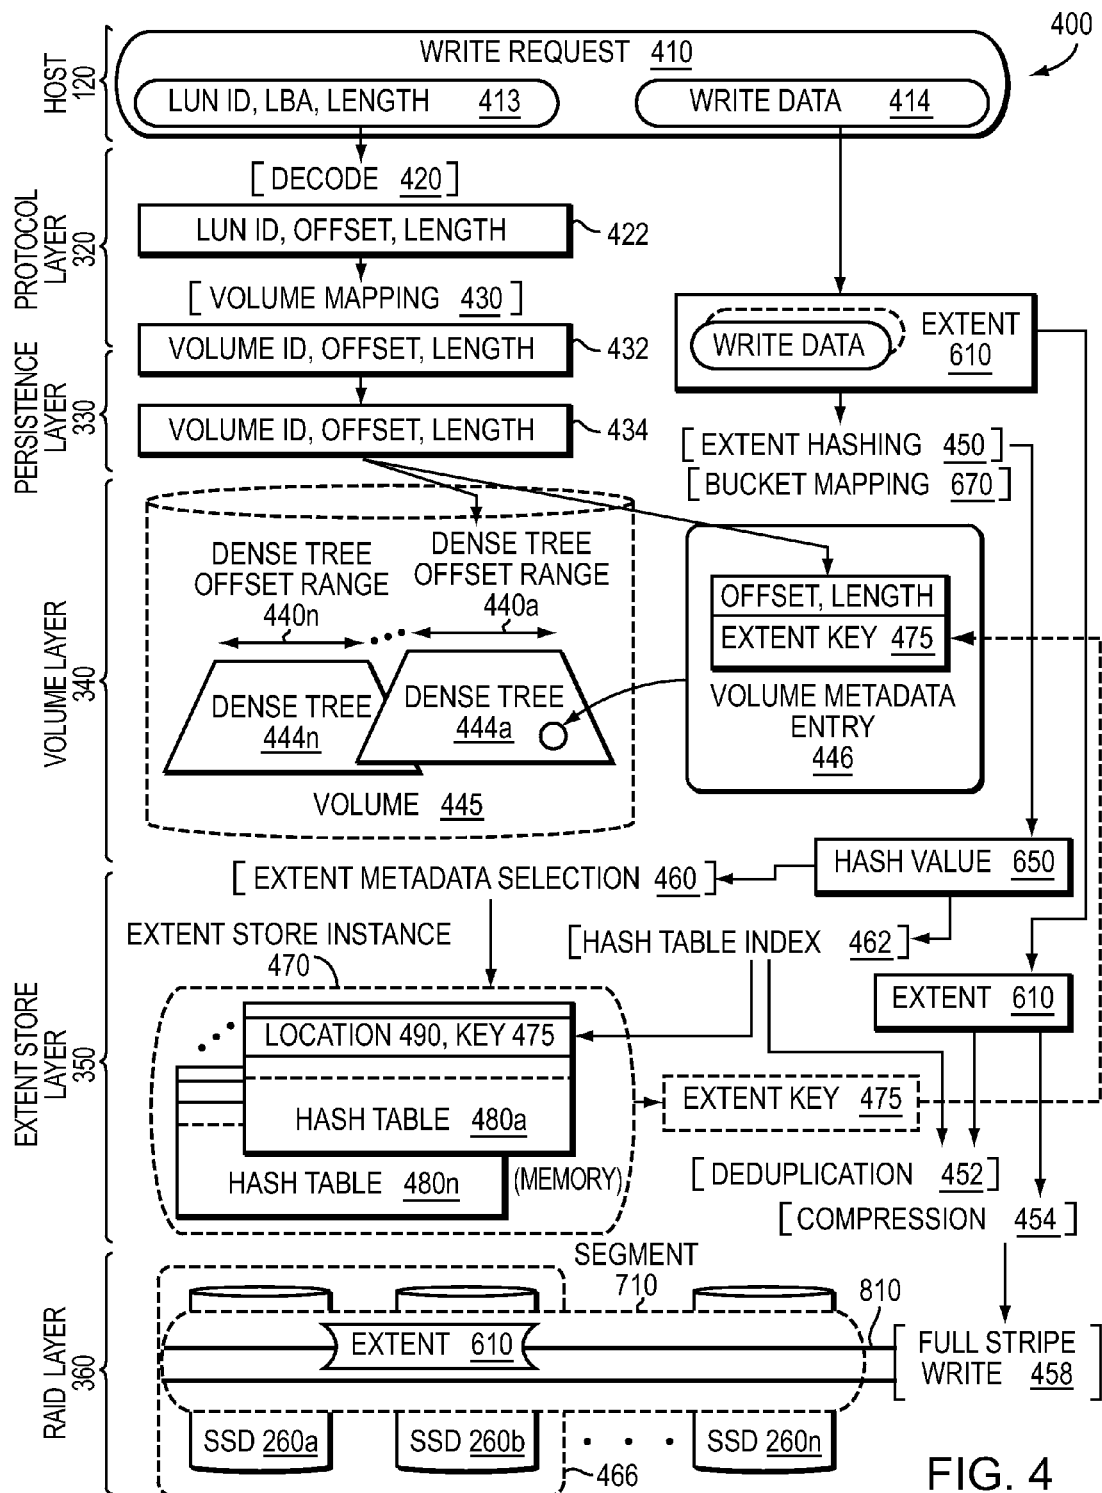 400
HOST
120
WRITE REQUEST 410
LUN ID, LBA, LENGTH 413
WRITE DATA 414
PROTOCOL
LAYER
320
[ DECODE 420 ]
LUN ID, OFFSET, LENGTH
422
[ VOLUME MAPPING 430 ]
VOLUME ID, OFFSET, LENGTH
432
WRITE DATA
EXTENT
610
PERSISTENCE
LAYER
330
VOLUME ID, OFFSET, LENGTH
434
[ EXTENT HASHING 450 ]
[ BUCKET MAPPING 670 ]
VOLUME LAYER
340
DENSE TREE
OFFSET RANGE
440n
DENSE TREE
OFFSET RANGE
440a
DENSE TREE
444n
DENSE TREE
444a
VOLUME 445
OFFSET, LENGTH
EXTENT KEY 475
VOLUME METADATA
ENTRY
446
HASH VALUE 650
EXTENT STORE
LAYER
350
[ EXTENT METADATA SELECTION 460 ]
EXTENT STORE INSTANCE
470
[HASH TABLE INDEX 462 ]
EXTENT 610
LOCATION 490, KEY 475
HASH TABLE 480a
HASH TABLE 480n
(MEMORY)
EXTENT KEY 475
[DEDUPLICATION 452 ]
[COMPRESSION 454 ]
RAID LAYER
360
SEGMENT
710
810
EXTENT 610
[ FULL STRIPE
WRITE 458 ]
SSD 260a
SSD 260b
. . .
SSD 260n
466
FIG. 4